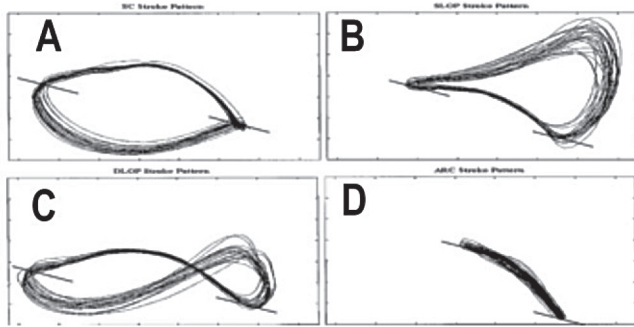 SC Stroke Pattern
A
SLOP Stroke Pattern
B
DLOP Stroke Pattern
C
ARC Stroke Pattern
D